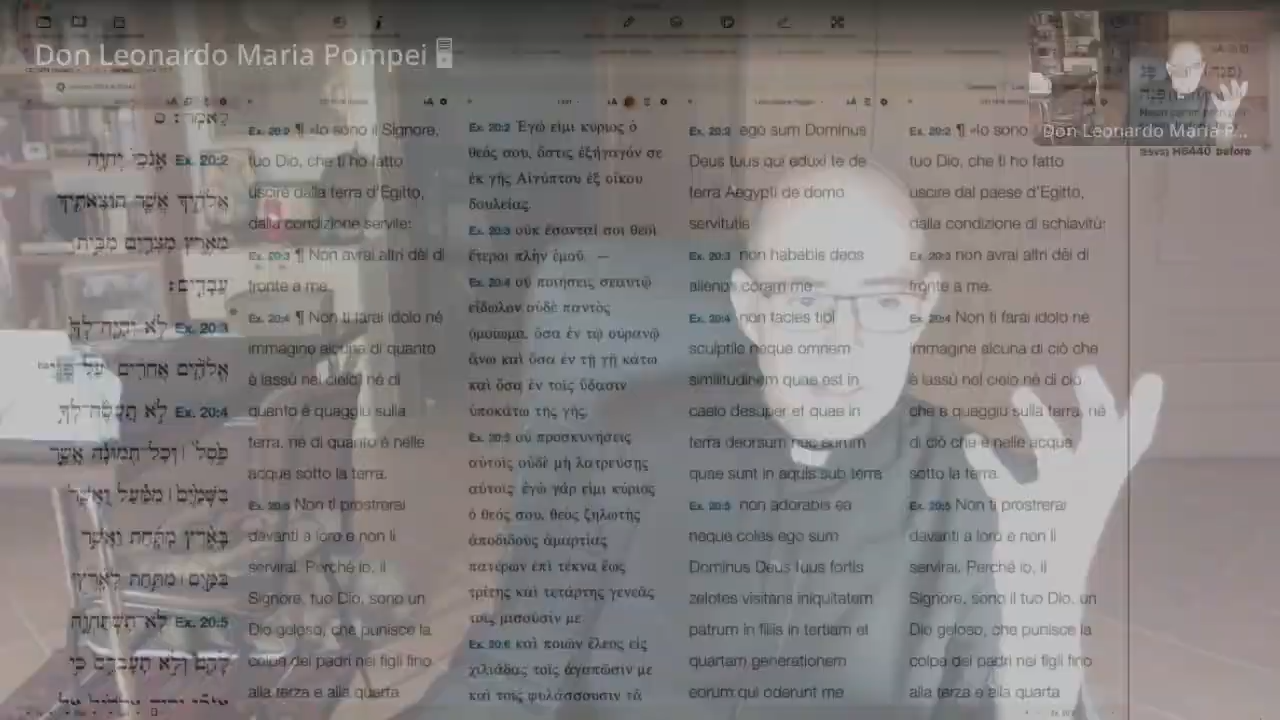 Don Leonardo Maria Pompei
Don Leonardo Maria P...
H6440 before
Ex. 20:2 אָנֹכִי יְהוָה
אֱלֹהֶיךָ אֲשֶׁר הוֹצֵאתִיךָ
מֵאֶרֶץ מִצְרַיִם מִבֵּית
עֲבָדִים׃
Ex. 20:3 לֹא יִהְיֶה לְךָ
אֱלֹהִים אֲחֵרִים עַל
Ex. 20:4 לֹא תַעֲשֶׂה־לְךָ
פֶסֶל וְכָל־תְּמוּנָה אֲשֶׁר
בַּשָּׁמַיִם מִמַּעַל וַאֲשֶׁר
בָּאָרֶץ מִתָּחַת וַאֲשֶׁר
בַּמַּיִם מִתַּחַת לָאָרֶץ
Ex. 20:5 לֹא־תִשְׁתַּחֲוֶה
לָהֶם וְלֹא תָעָבְדֵם כִּי
Ex. 20:2 ¶ «Io sono il Signore,
tuo Dio, che ti ho fatto
uscire dalla terra d'Egitto,
dalla condizione servile:
Ex. 20:3 ¶ Non avrai altri dèi di
fronte a me.
Ex. 20:4 ¶ Non ti farai idolo né
immagine alcuna di quanto
è lassù nel cielo, né di
quanto è quaggiù sulla
terra, né di quanto è nelle
acque sotto la terra.
Ex. 20:5 Non ti prostrerai
davanti a loro e non li
servirai. Perché io, il
Signore, tuo Dio, sono un
Dio geloso, che punisce la
colpa dei padri nei figli fino
alla terza e alla quarta
Ex. 20:2 Ἐγώ εἰμι κύριος ὁ
θεός σου, ὅστις ἐξήγαγόν σε
ἐκ γῆς Αἰγύπτου ἐξ οἴκου
δουλείας.
Ex. 20:3 οὐκ ἔσονταί σοι θεοὶ
ἕτεροι πλὴν ἐμοῦ. —
Ex. 20:4 οὐ ποιήσεις σεαυτῷ
εἴδωλον οὐδὲ παντὸς
ὁμοίωμα, ὅσα ἐν τῷ οὐρανῷ
ἄνω καὶ ὅσα ἐν τῇ γῇ κάτω
καὶ ὅσα ἐν τοῖς ὕδασιν
ὑποκάτω τῆς γῆς.
Ex. 20:5 οὐ προσκυνήσεις
αὐτοῖς οὐδὲ μὴ λατρεύσῃς
αὐτοῖς· ἐγὼ γάρ εἰμι κύριος
ὁ θεός σου, θεὸς ζηλωτὴς
ἀποδιδοὺς ἁμαρτίας
πατέρων ἐπὶ τέκνα ἕως
τρίτης καὶ τετάρτης γενεᾶς
τοῖς μισοῦσίν με
Ex. 20:6 καὶ ποιῶν ἔλεος εἰς
χιλιάδας τοῖς ἀγαπῶσίν με
καὶ τοῖς φυλάσσουσιν τὰ
Ex. 20:2 ego sum Dominus
Deus tuus qui eduxi te de
terra Aegypti de domo
servitutis
Ex. 20:3 non habebis deos
alienos coram me
Ex. 20:4 non facies tibi
sculptile neque omnem
similitudinem quae est in
caelo desuper et quae in
terra deorsum nec eorum
quae sunt in aquis sub terra
Ex. 20:5 non adorabis ea
neque coles ego sum
Dominus Deus tuus fortis
zelotes visitans iniquitatem
patrum in filiis in tertiam et
quartam generationem
eorum qui oderunt me
Ex. 20:2 ¶ «Io sono
tuo Dio, che ti ho fatto
uscire dal paese d'Egitto,
dalla condizione di schiavitù:
Ex. 20:3 non avrai altri dèi di
fronte a me.
Ex. 20:4 Non ti farai idolo né
immagine alcuna di ciò che
è lassù nel cielo né di ciò
che è quaggiù sulla terra, né
di ciò che è nelle acque
sotto la terra.
Ex. 20:5 Non ti prostrerai
davanti a loro e non li
servirai. Perché io, il
Signore, sono il tuo Dio, un
Dio geloso, che punisce la
colpa dei padri nei figli fino
alla terza e alla quarta